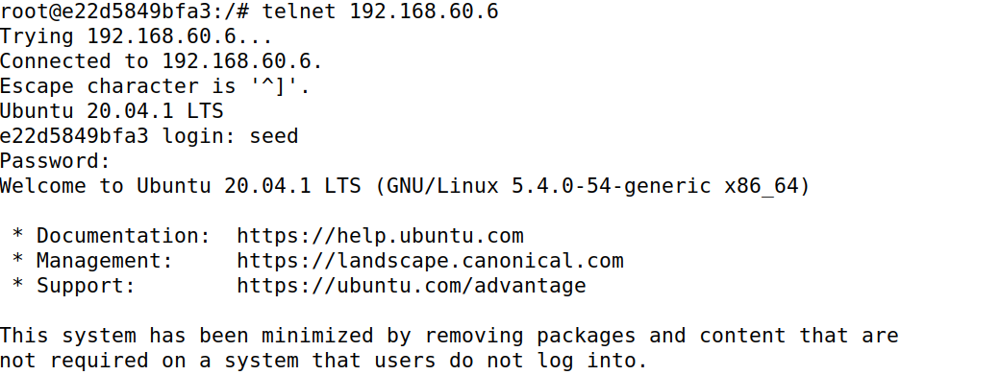 root@e22d5849bfa3:/# telnet 192.168.60.6
Trying 192.168.60.6...
Connected to 192.168.60.6.
Escape character is '^]'.
Ubuntu 20.04.1 LTS
e22d5849bfa3 login: seed
Password:
Welcome to Ubuntu 20.04.1 LTS (GNU/Linux 5.4.0-54-generic x86_64)

 * Documentation:  https://help.ubuntu.com
 * Management:     https://landscape.canonical.com
 * Support:        https://ubuntu.com/advantage

This system has been minimized by removing packages and content that are
not required on a system that users do not log into.